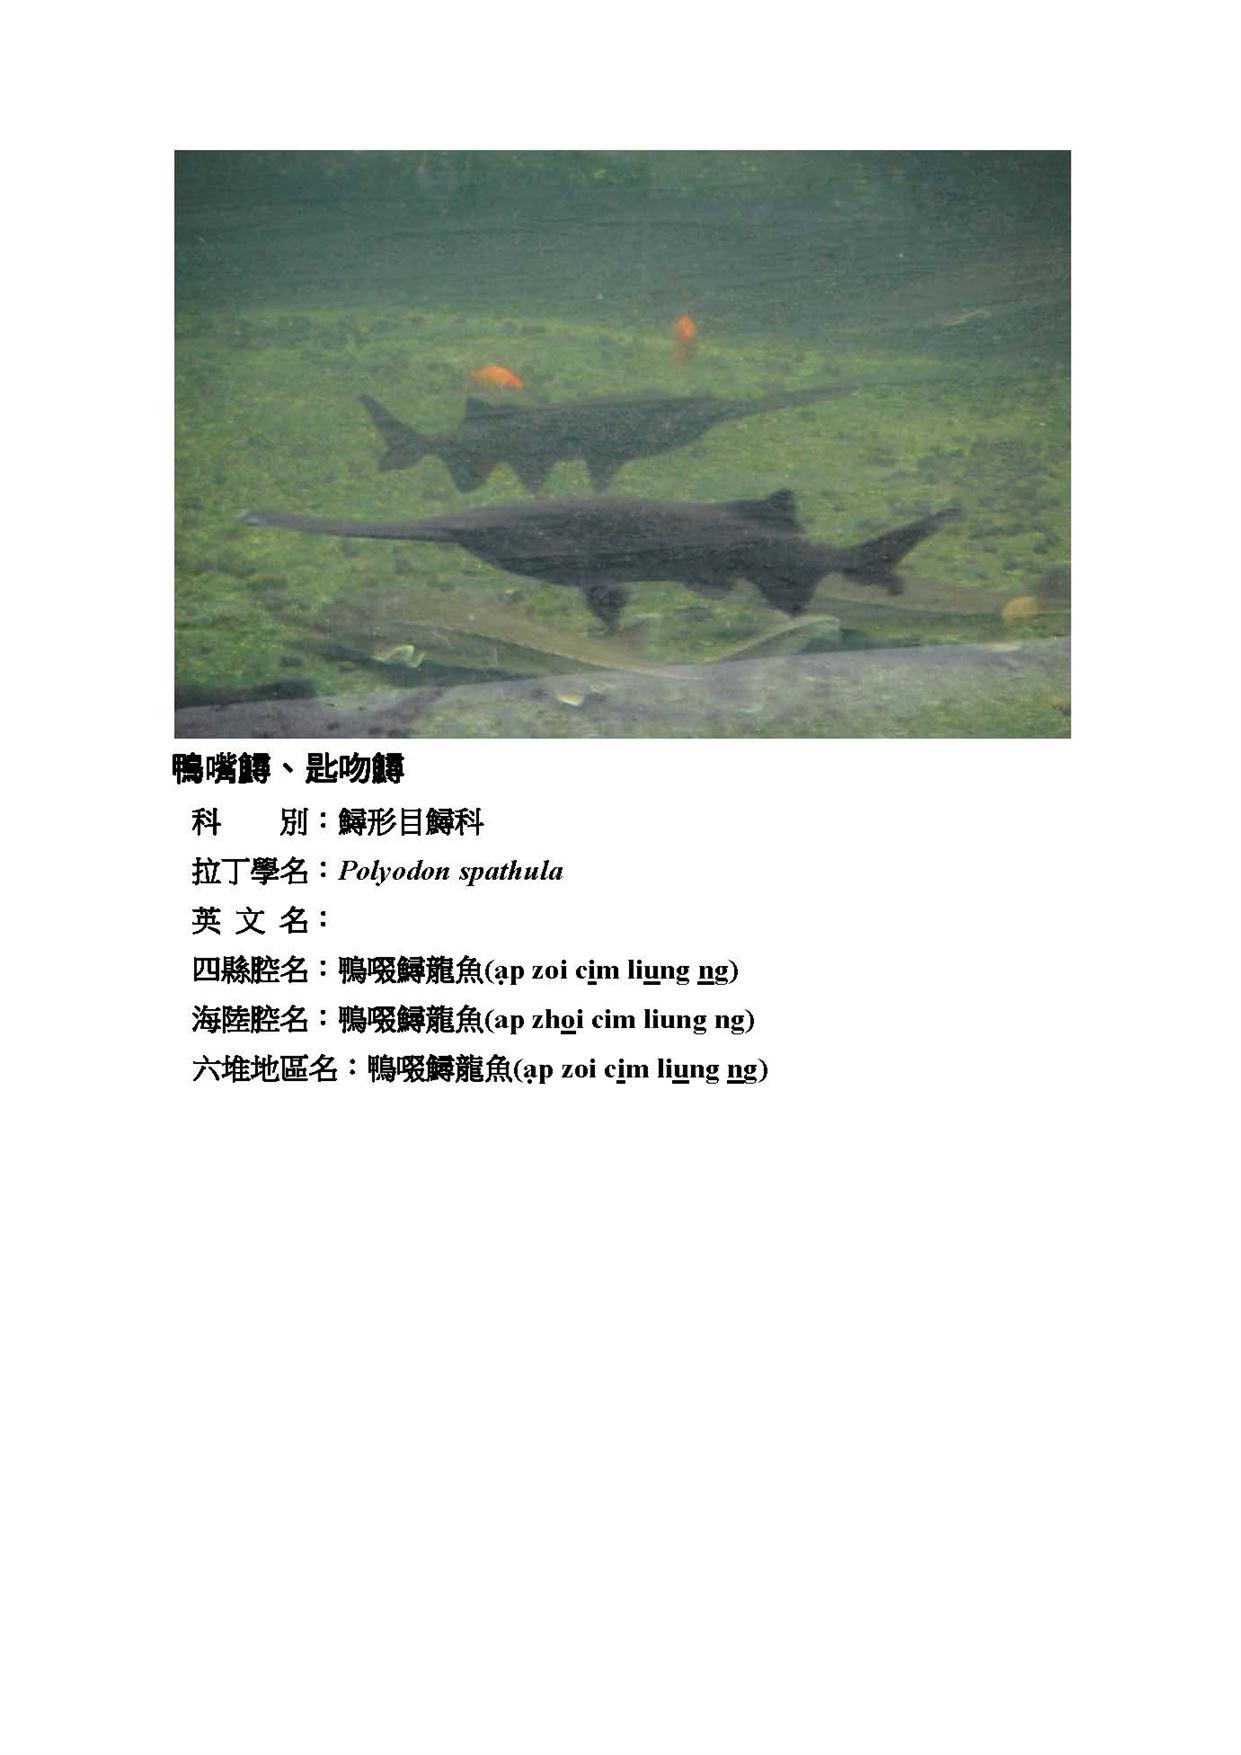 鴨嘴鱘、匙吻鱘
科　　別：鱘形目鱘科
拉丁學名：Polyodon spathula
英 文 名：
四縣腔名：鴨啜鱘龍魚(ạp zoi ci̲m liu̲ng n̲g̲)
海陸腔名：鴨啜鱘龍魚(ap zho̲i cim liung ng)
六堆地區名：鴨啜鱘龍魚(ạp zoi ci̲m liu̲ng n̲g̲)